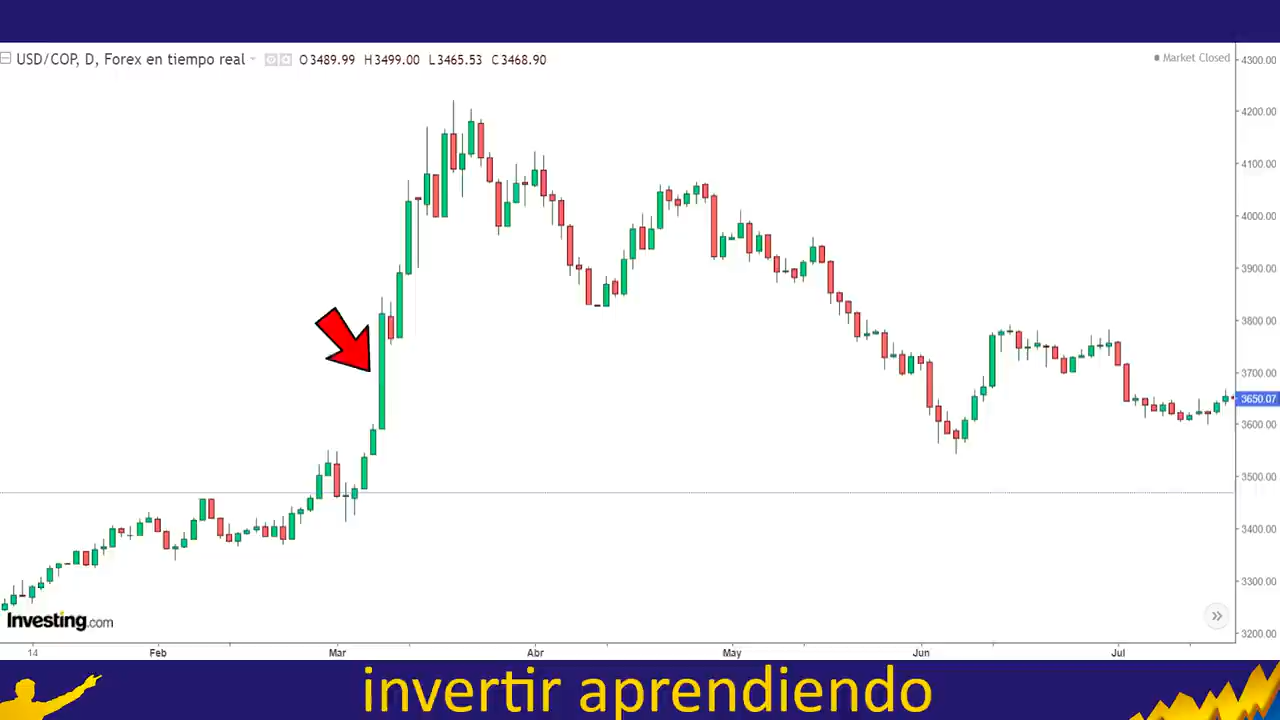 USD/COP, D, Forex en tiempo real O3489.99 H3499.00 L3465.53 C3468.90
Market Closed
4300.00
4200.00
4100.00
4000.00
3900.00
3800.00
3700.00
3650.07
3600.00
3500.00
3400.00
3300.00
3200.00
Investing.com
14 Feb Mar Abr May Jun Jul
invertir aprendiendo